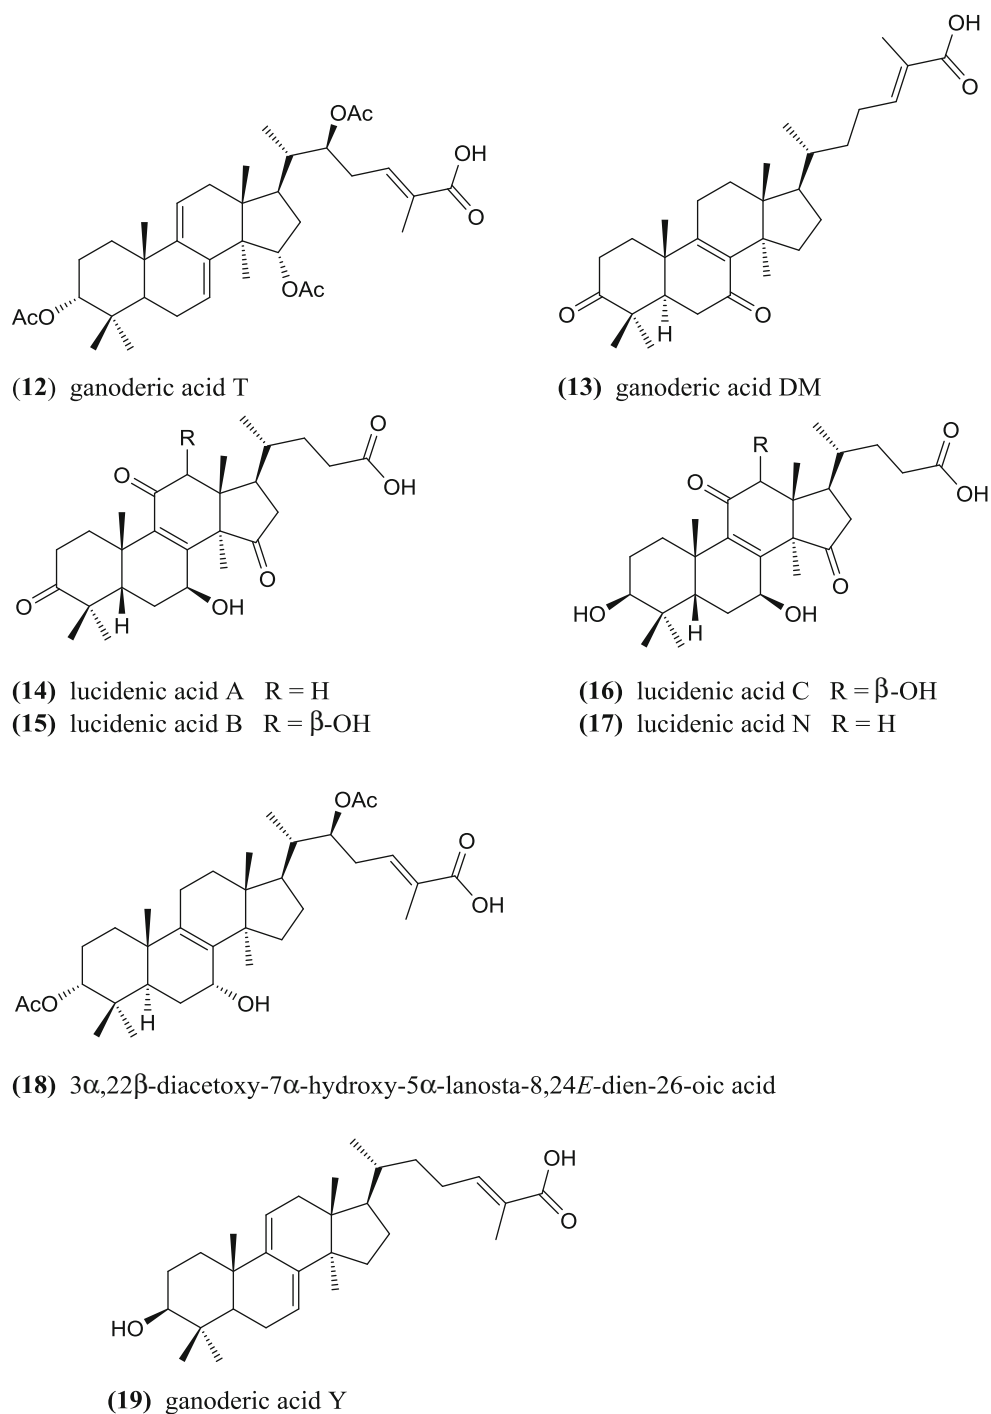 OH
O
OAc
OH
O
OAc
AcO
O
H
O
(12) ganoderic acid T
(13) ganoderic acid DM
R
O
O
OH
O
O
H
OH
R
O
O
OH
O
HO
H
OH
(14) lucidenic acid A R = H
(15) lucidenic acid B R = β-OH
(16) lucidenic acid C R = β-OH
(17) lucidenic acid N R = H
OAc
O
OH
AcO
H
OH
(18) 3α,22β-diacetoxy-7α-hydroxy-5α-lanosta-8,24E-dien-26-oic acid
OH
O
HO
(19) ganoderic acid Y